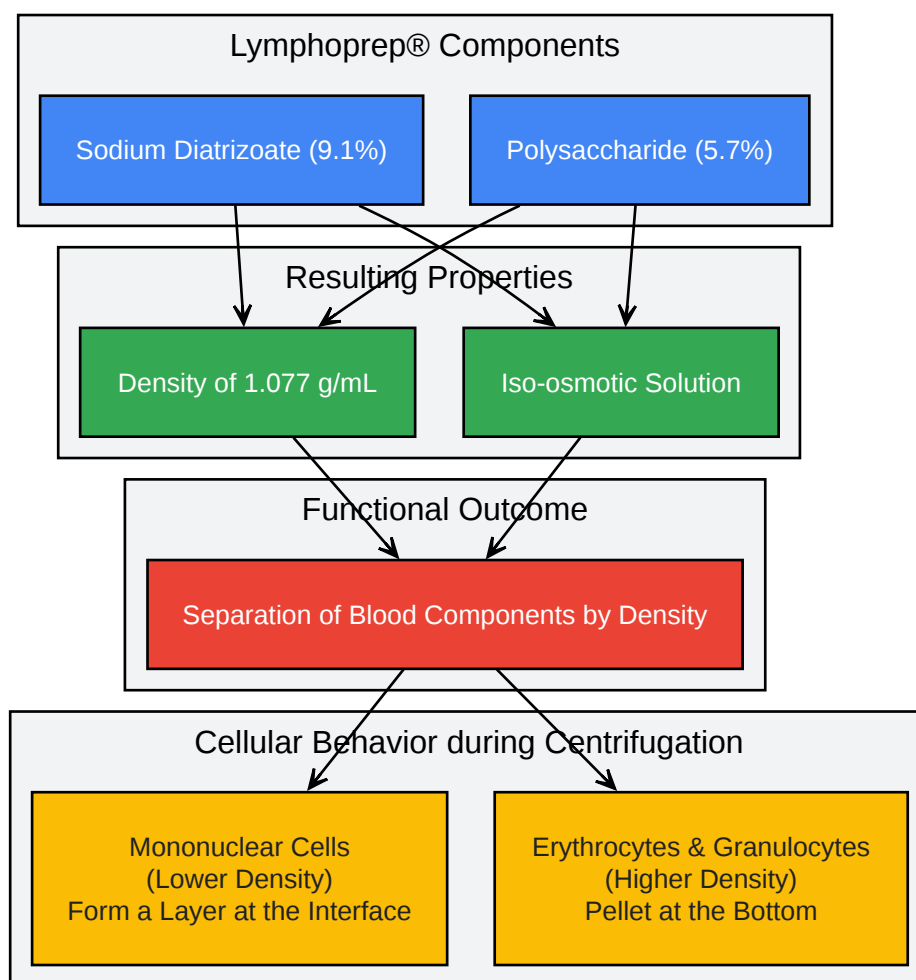 Lymphoprep® Components
Sodium Diatrizoate (9.1%)
Polysaccharide (5.7%)
Resulting Properties
Density of 1.077 g/mL
Iso-osmotic Solution
Functional Outcome
Separation of Blood Components by Density
Cellular Behavior during Centrifugation
Mononuclear Cells
(Lower Density)
Form a Layer at the Interface
Erythrocytes & Granulocytes
(Higher Density)
Pellet at the Bottom